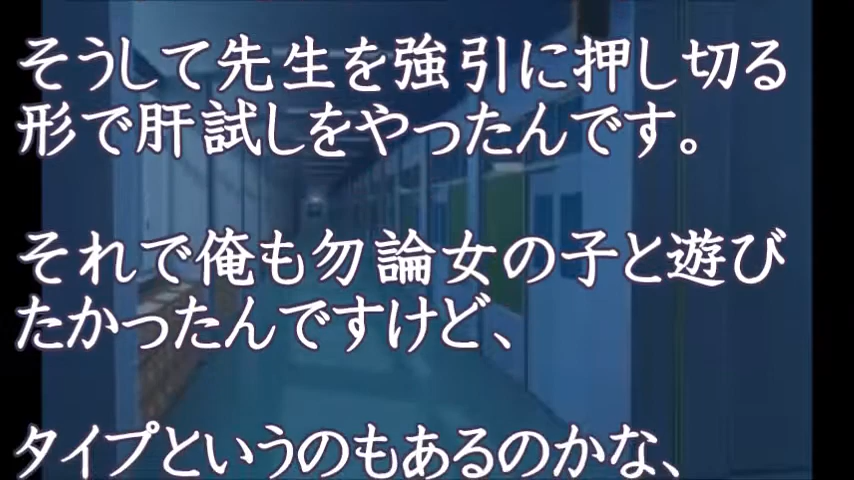 そうして先生を強引に押し切る
形で肝試しをやったんです。
それで俺も勿論女の子と遊び
たかったんですけど、
タイプというのもあるのかな、